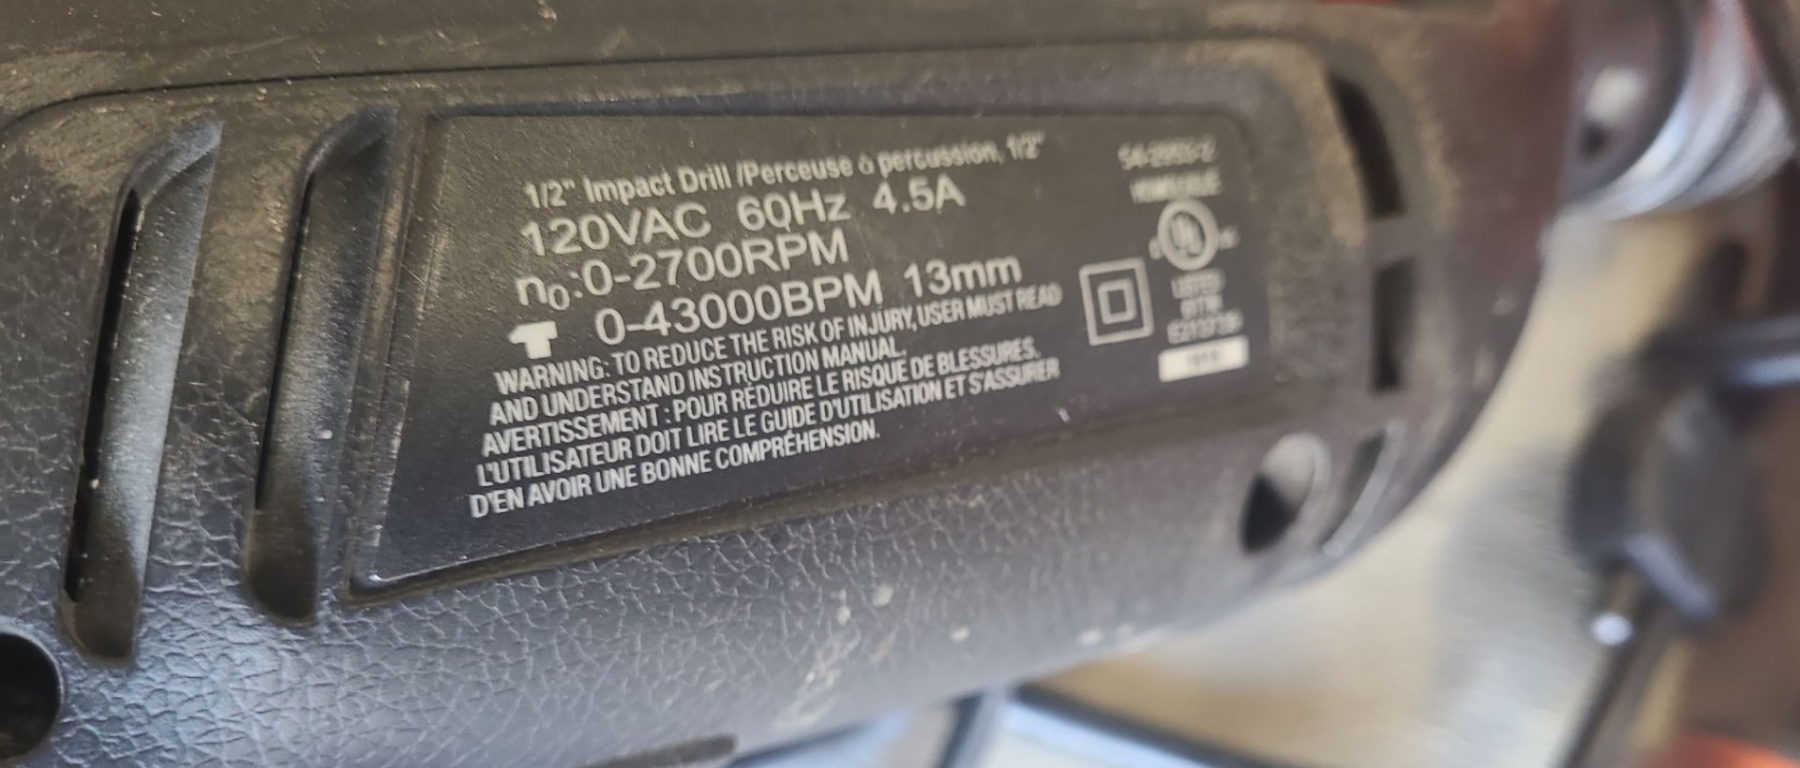 1/2" Impact Drill /Perceuse à percussion, 1/2"
120VAC 60Hz 4.5A
n₀:0-2700RPM
0-43000BPM 13mm
WARNING: TO REDUCE THE RISK OF INJURY, USER MUST READ
AND UNDERSTAND INSTRUCTION MANUAL.
AVERTISSEMENT : POUR RÉDUIRE LE RISQUE DE BLESSURES,
L'UTILISATEUR DOIT LIRE LE GUIDE D'UTILISATION ET S'ASSURER
D'EN AVOIR UNE BONNE COMPRÉHENSION.
UL
LISTED